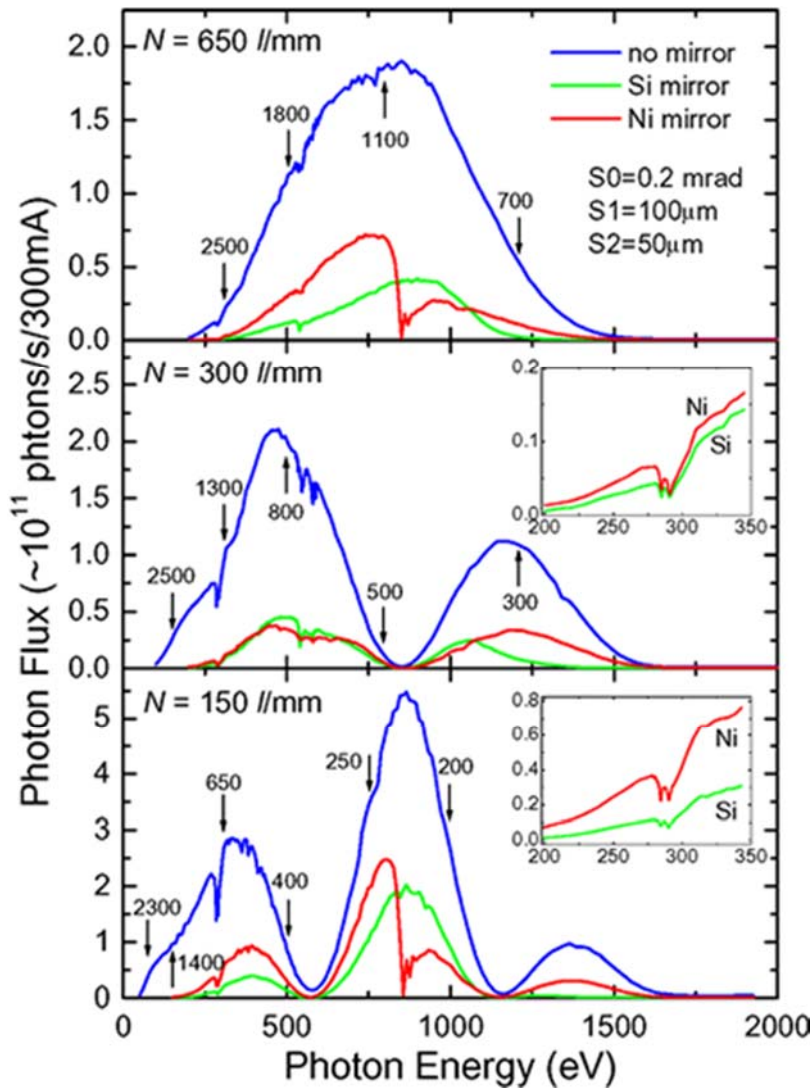 Photon Flux (~10¹¹ phtons/s/300mA)
N = 650 l/mm
no mirror
Si mirror
Ni mirror
S0=0.2 mrad
S1=100μm
S2=50μm
2500
1800
1100
700
2.0
1.5
1.0
0.5
0.0
N = 300 l/mm
2500
1300
800
500
300
2.5
2.0
1.5
1.0
0.5
0.0
0.2
0.1
0.0
Ni
Si
200 250 300 350
N = 150 l/mm
2300
1400
650
400
250
200
5
4
3
2
1
0
0.8
0.6
0.4
0.2
0.0
Ni
Si
200 250 300 350
0 500 1000 1500 2000
Photon Energy (eV)